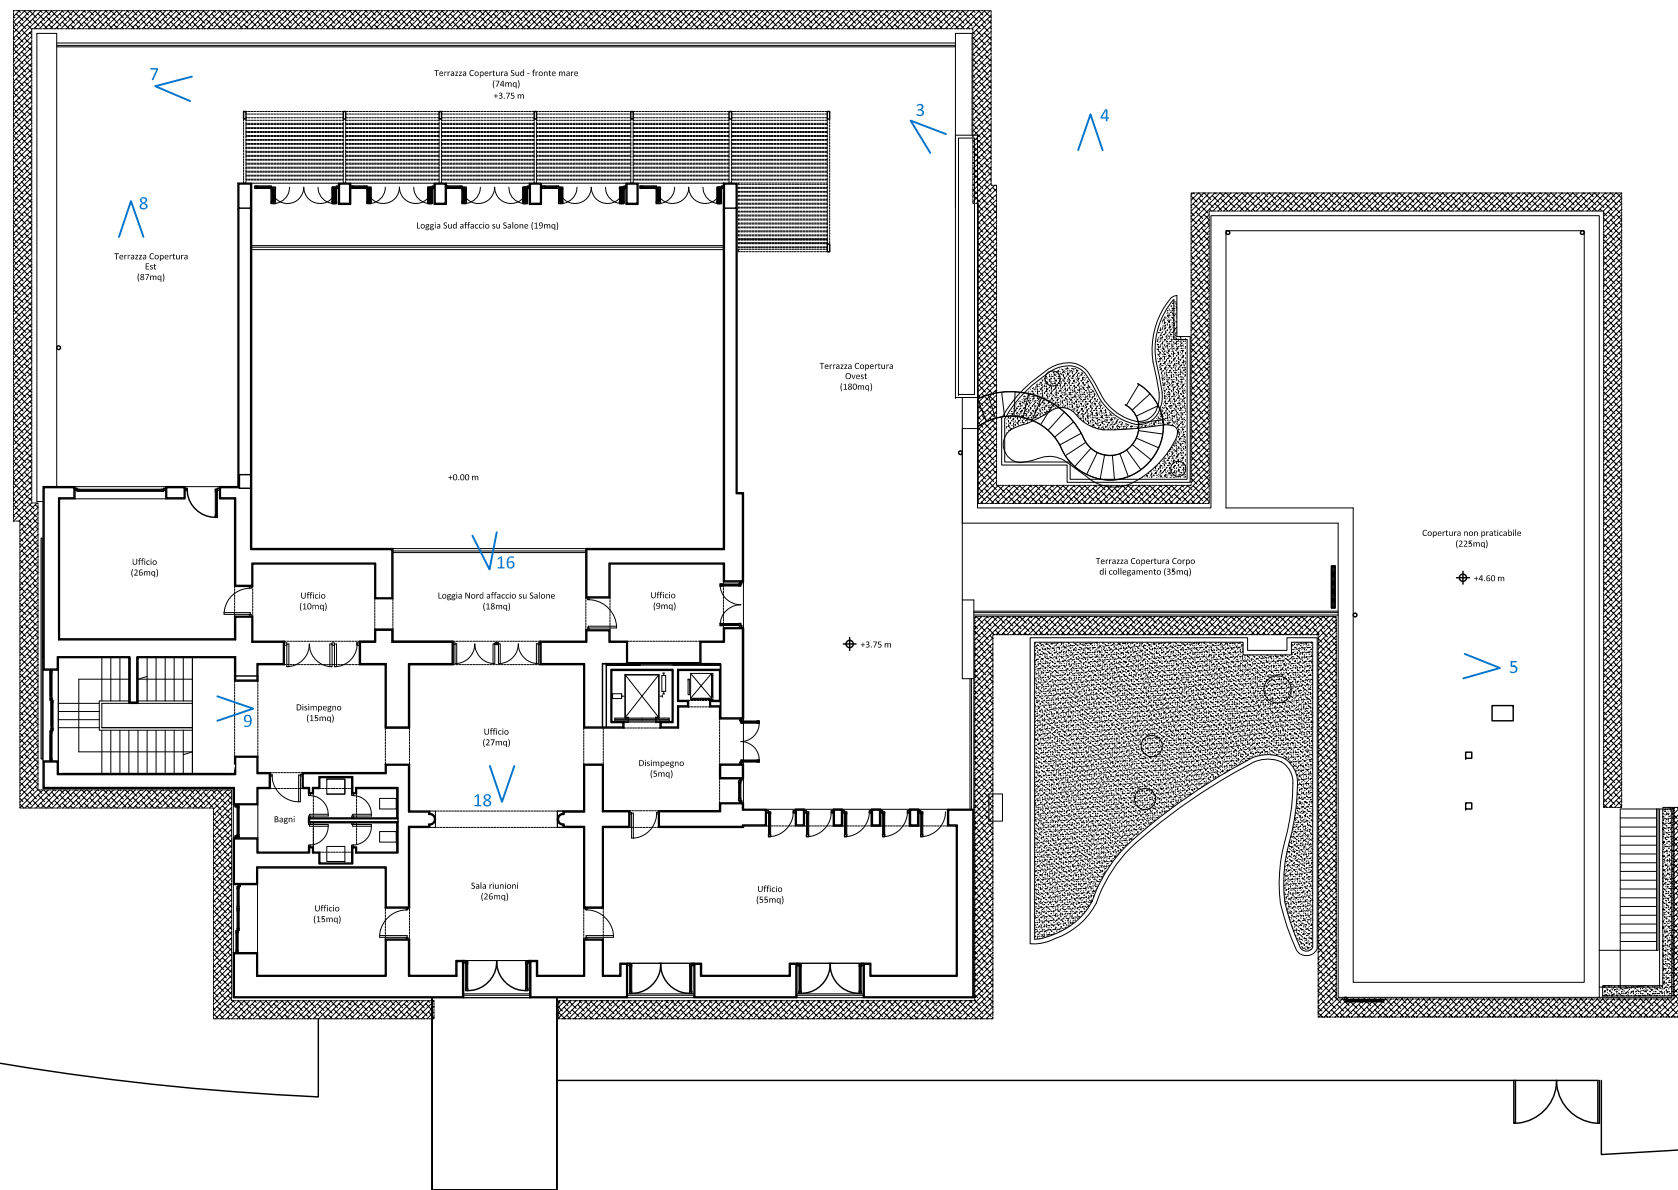 7
Terrazza Copertura Sud - fronte mare
(74mq)
+3.75 m
3
4
8
Loggia Sud affaccio su Salone (19mq)
Terrazza Copertura
Est
(87mq)
Terrazza Copertura
Ovest
(180mq)
+0.00 m
Copertura non praticabile
(225mq)
+4.60 m
16
Ufficio
(26mq)
Terrazza Copertura Corpo
di collegamento (35mq)
Ufficio
(10mq)
Loggia Nord affaccio su Salone
(18mq)
Ufficio
(9mq)
+3.75 m
5
9
Disimpegno
(15mq)
Ufficio
(27mq)
Disimpegno
(5mq)
18
Bagni
Sala riunioni
(26mq)
Ufficio
(55mq)
Ufficio
(15mq)